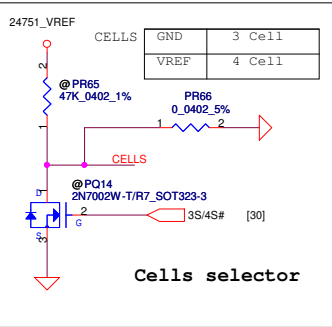 24751_VREF
CELLS GND 3 Cell
VREF 4 Cell
2
@PR65
47K_0402_1%
1
PR66
0_0402_5%
1 2
CELLS
@PQ14
2N7002W-T/R7_SOT323-3
D 1
2
G
S 3
3S/4S# [30]
Cells selector